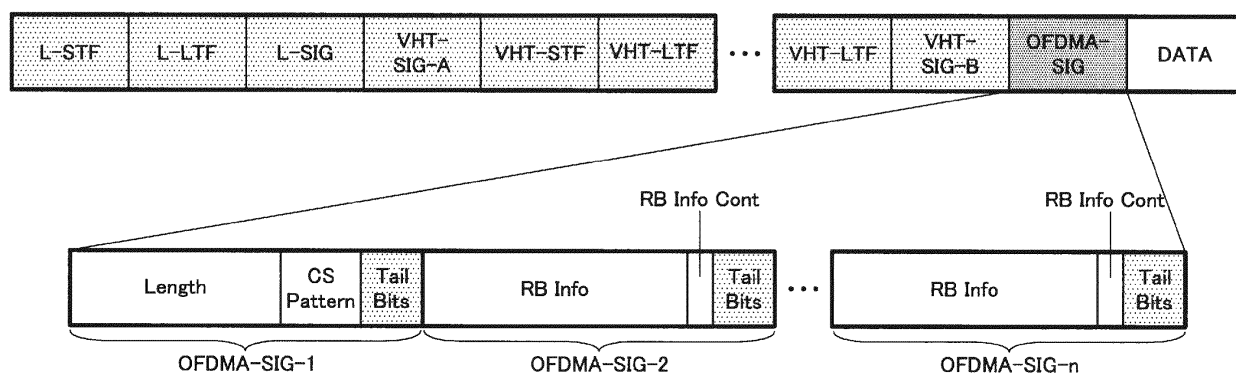 L-STF L-LTF L-SIG VHT-SIG-A VHT-STF VHT-LTF ••• VHT-LTF VHT-SIG-B OFDMA-SIG DATA
RB Info Cont RB Info Cont
Length CS Pattern Tail Bits RB Info Tail Bits ••• RB Info Tail Bits
OFDMA-SIG-1 OFDMA-SIG-2 OFDMA-SIG-n